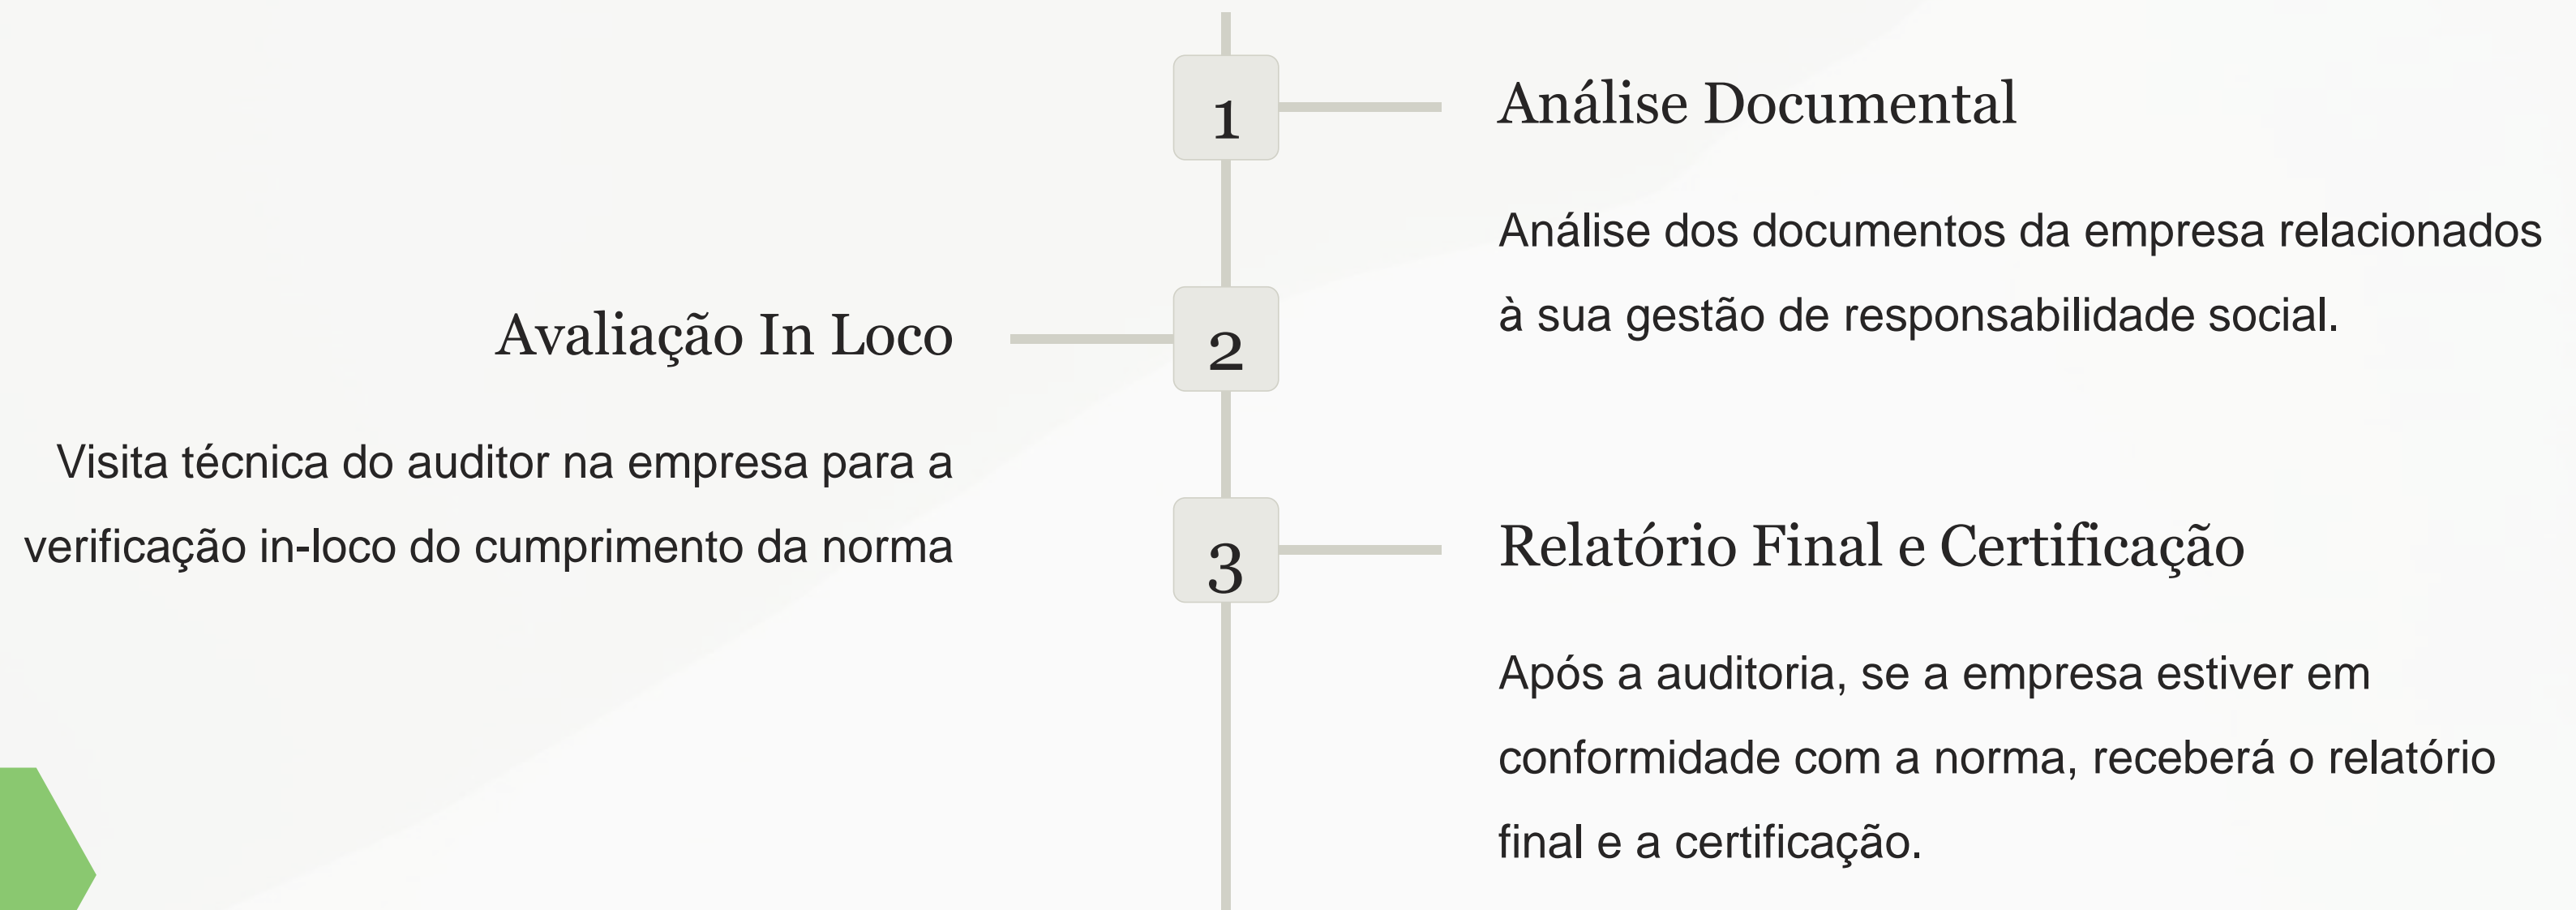 1
Análise Documental
Análise dos documentos da empresa relacionados
à sua gestão de responsabilidade social.
2
Avaliação In Loco
Visita técnica do auditor na empresa para a
verificação in-loco do cumprimento da norma
3
Relatório Final e Certificação
Após a auditoria, se a empresa estiver em
conformidade com a norma, receberá o relatório
final e a certificação.